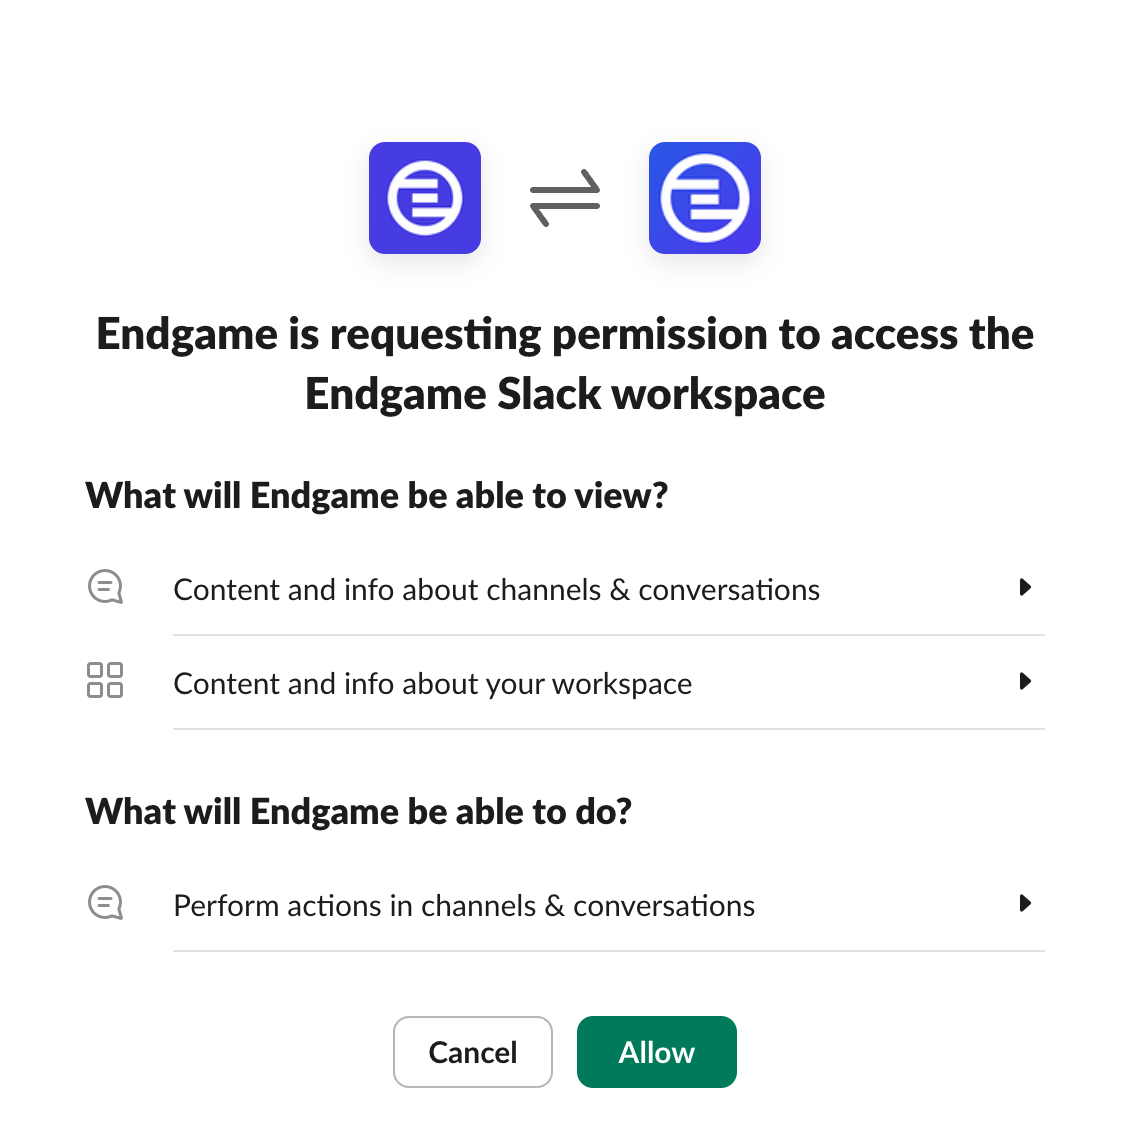 Endgame is requesting permission to access the
Endgame Slack workspace
What will Endgame be able to view?
Content and info about channels & conversations
Content and info about your workspace
What will Endgame be able to do?
Perform actions in channels & conversations
Cancel
Allow